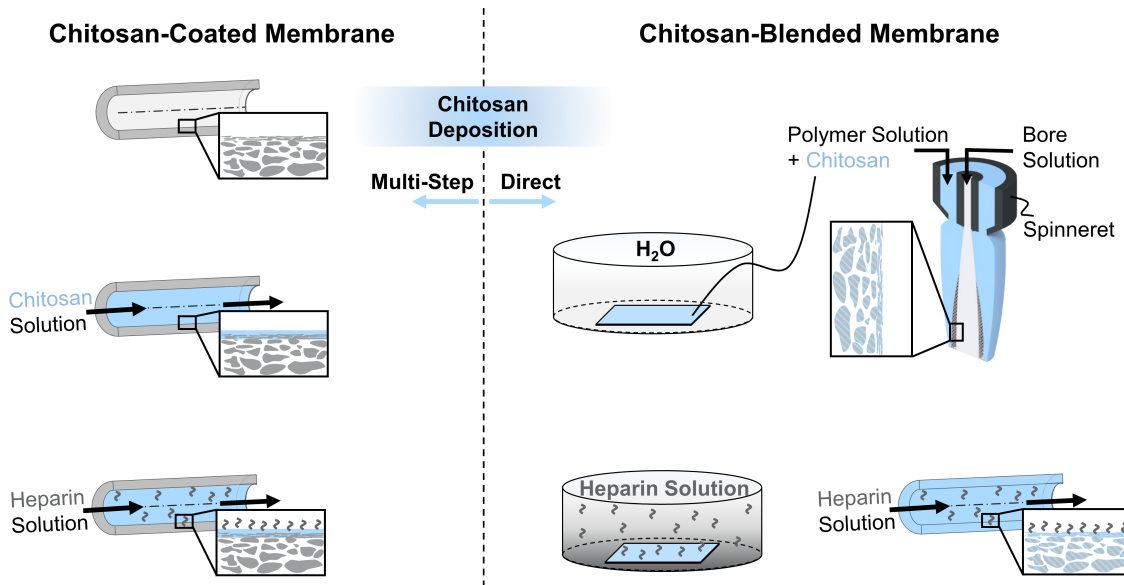 Chitosan-Coated Membrane
Chitosan-Blended Membrane
Chitosan
Deposition
Multi-Step
Direct
Polymer Solution
+ Chitosan
Bore
Solution
Spinneret
H₂O
Chitosan
Solution
Heparin
Solution
Heparin Solution
Heparin
Solution